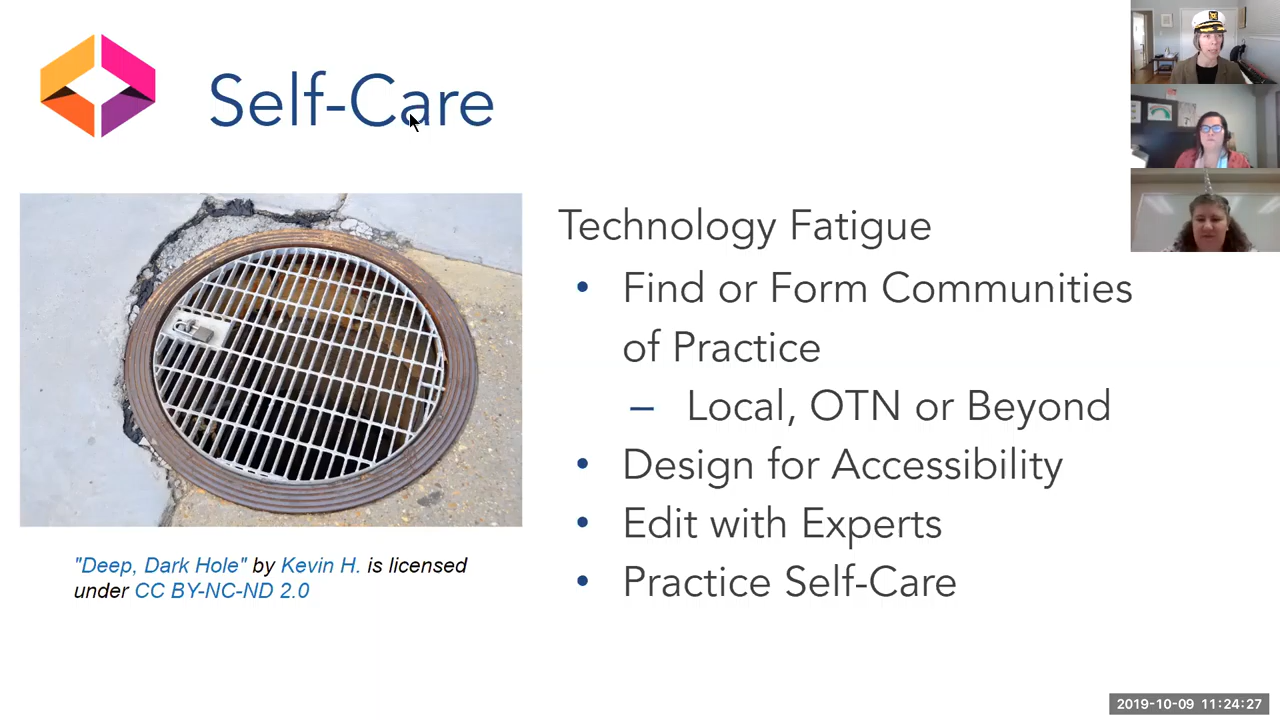 Self-Care
Technology Fatigue
• Find or Form Communities
of Practice
– Local, OTN or Beyond
• Design for Accessibility
• Edit with Experts
• Practice Self-Care
"Deep, Dark Hole" by Kevin H. is licensed
under CC BY-NC-ND 2.0
2019-10-09 11:24:27